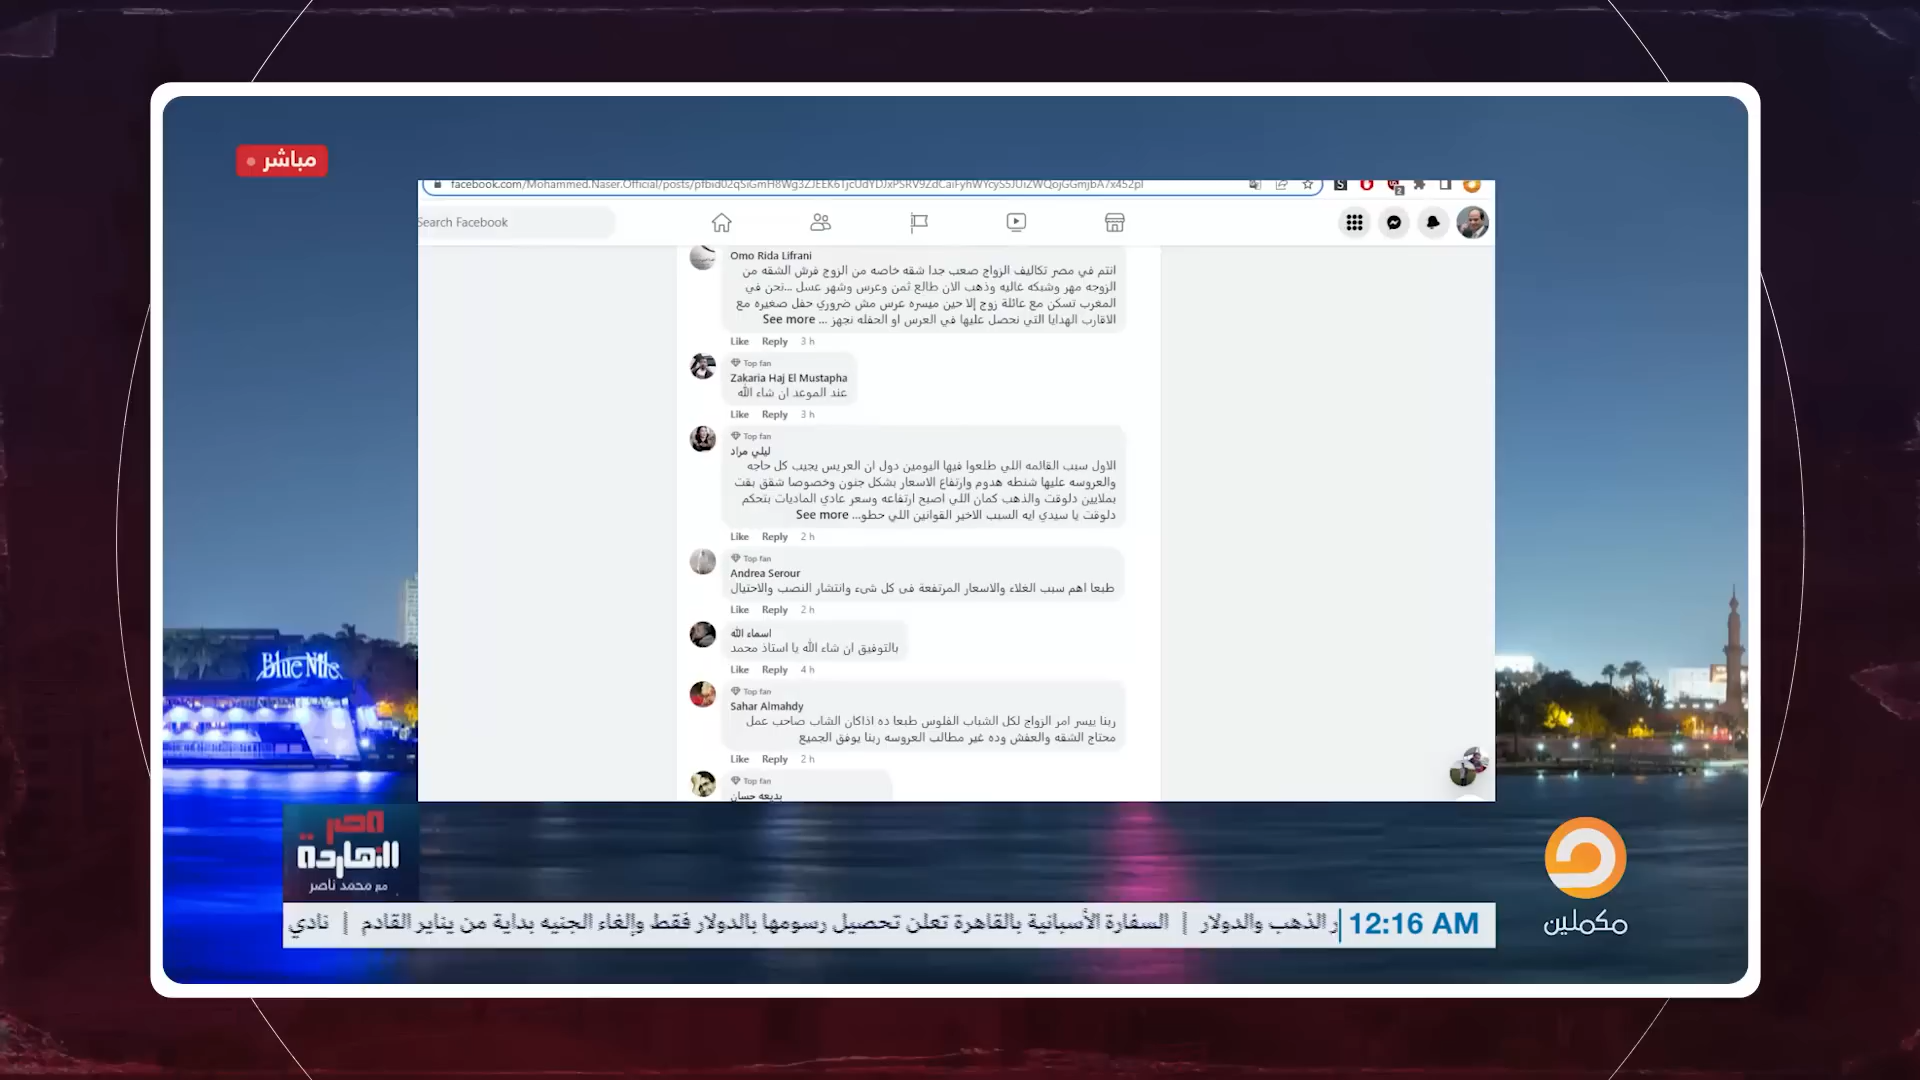 مباشر
facebook.com/Mohammed.Naser.Official/posts/
Search Facebook
Omo Rida Lifrani
انتم في مصر تكاليف الزواج صعب جدا شقه خاصه من الزوج فرش الشقه من
الزوجه مهر وشبكه غاليه وذهب الان طالع ثمن وعرس وشهر عسل ...نحن في
المغرب تسكن مع عائلة زوج إلا حين ميسره عرس مش ضروري حفل صغيره مع
الاقارب الهدايا التي نحصل عليها في العرس او الحفله نجهز ... See more
Like Reply 3 h
Top fan
Zakaria Haj El Mustapha
عند الموعد ان شاء الله
Like Reply 3 h
Top fan
ليلي مراد
الاول سبب القائمه اللي طلعوا فيها اليومين دول ان العريس يجيب كل حاجه
والعروسه عليها شنطه هدوم وارتفاع الاسعار بشكل جنون وخصوصا شقق بقت
بملايين دلوقت والذهب كمان اللي اصبح ارتفاعه وسعر عادي الماديات بتحكم
دلوقت يا سيدي ايه السبب الاخير القوانين اللي حطو... See more
Like Reply 2 h
Top fan
Andrea Serour
طبعا اهم سبب الغلاء والاسعار المرتفعة فى كل شىء وانتشار النصب والاحتيال
Like Reply 2 h
اسماء الله
بالتوفيق ان شاء الله يا استاذ محمد
Like Reply 4 h
Top fan
Sahar Almahdy
ربنا ييسر امر الزواج لكل الشباب الفلوس طبعا ده اذاكان الشاب صاحب عمل
محتاج الشقه والعفش وده غير مطالب العروسه ربنا يوفق الجميع
Like Reply 2 h
Top fan
بديعه حسان
Blue Nile
مصر
النهاردة
مع محمد ناصر
مكملين
12:16 AM
ر الذهب والدولار | السفارة الأسبانية بالقاهرة تعلن تحصيل رسومها بالدولار فقط وإلغاء الجنيه بداية من يناير القادم | نادي